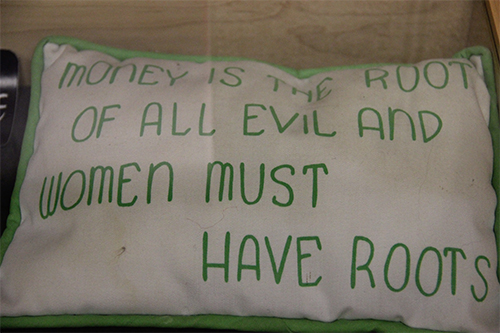 MONEY IS THE ROOT
OF ALL EVIL AND
WOMEN MUST
HAVE ROOTS